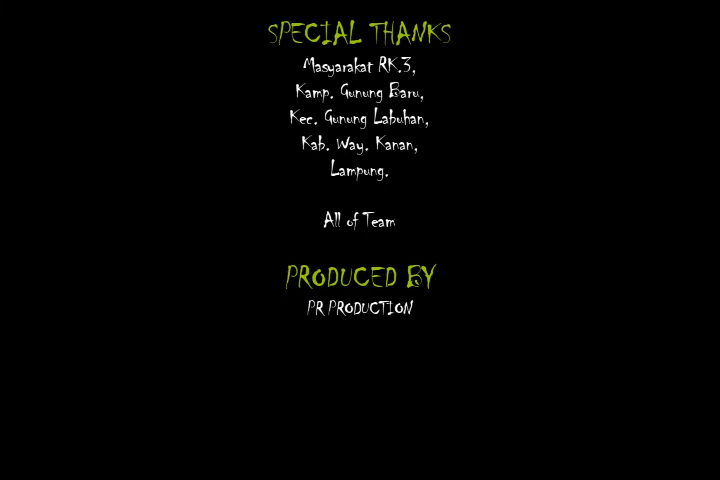 SPECIAL THANKS
Masyarakat RK.3,
Kamp. Gunung Baru,
Kec. Gunung Labuhan,
Kab. Way. Kanan,
Lampung.
All of Team
PRODUCED BY
PR PRODUCTION